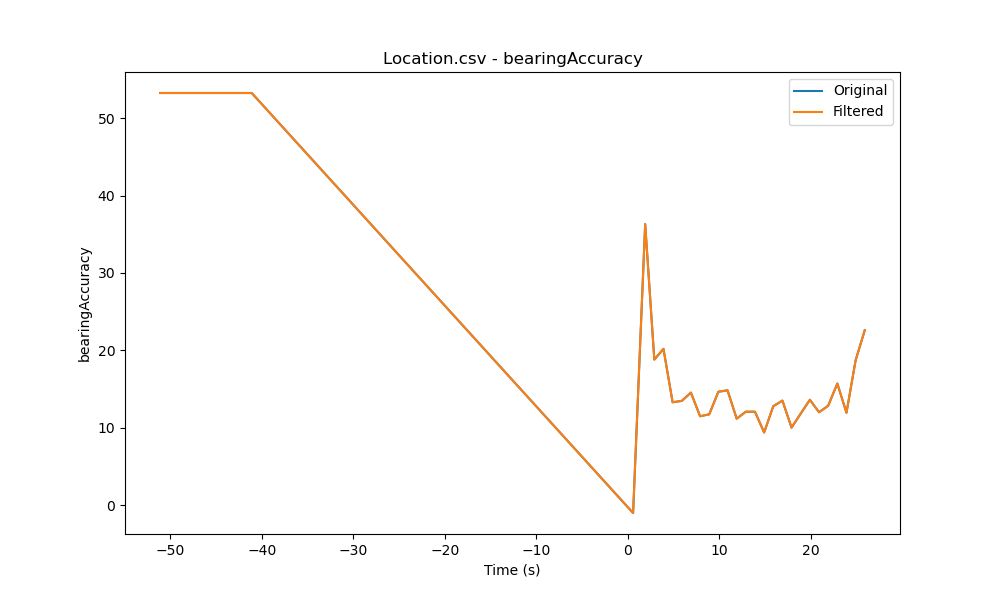 Location.csv - bearingAccuracy
Original
Filtered
bearingAccuracy
50
40
30
20
10
0
−50
−40
−30
−20
−10
0
10
20
Time (s)